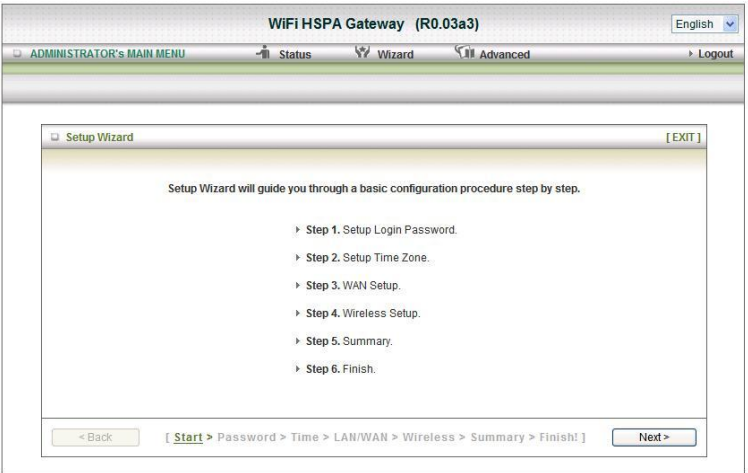 WiFi HSPA Gateway (R0.03a3)
English
ADMINISTRATOR's MAIN MENU Status Wizard Advanced Logout
Setup Wizard [ EXIT ]
Setup Wizard will guide you through a basic configuration procedure step by step.
Step 1. Setup Login Password.
Step 2. Setup Time Zone.
Step 3. WAN Setup.
Step 4. Wireless Setup.
Step 5. Summary.
Step 6. Finish.
< Back [ Start > Password > Time > LAN/WAN > Wireless > Summary > Finish! ] Next >